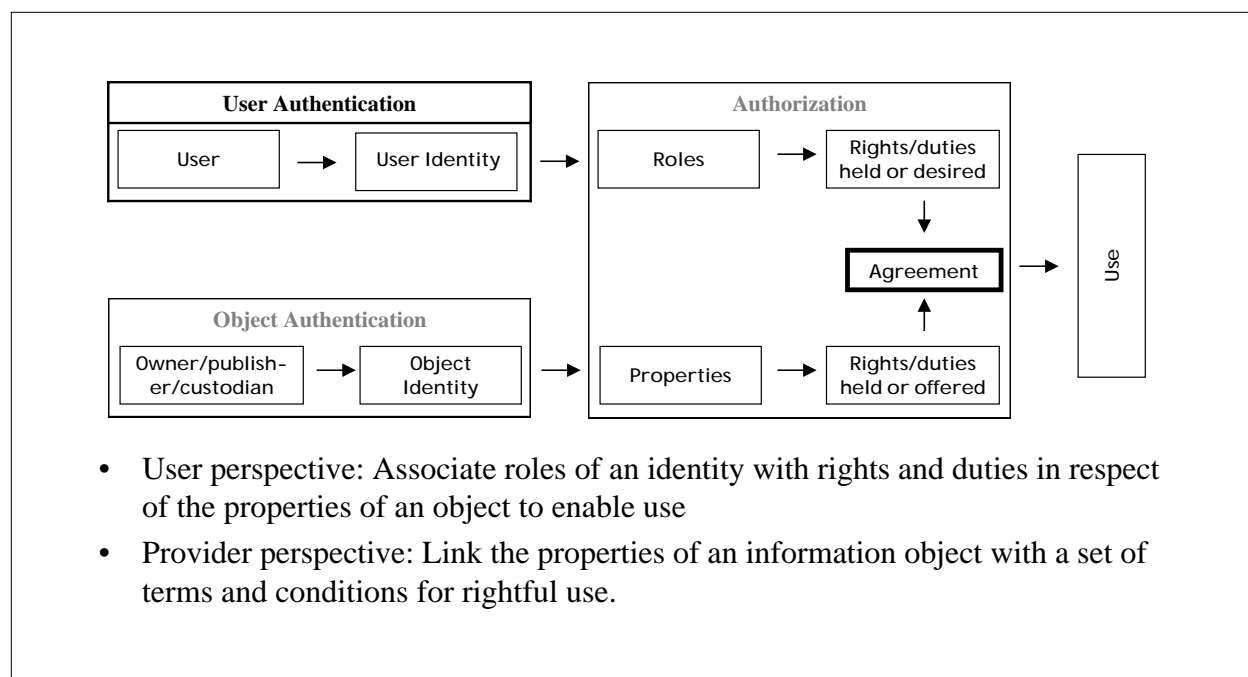 User Authentication
User
User Identity
Authorization
Roles
Rights/duties
held or desired
Agreement
Use
Object Authentication
Owner/publish-
er/custodian
Object
Identity
Properties
Rights/duties
held or offered
• User perspective: Associate roles of an identity with rights and duties in respect
of the properties of an object to enable use
• Provider perspective: Link the properties of an information object with a set of
terms and conditions for rightful use.